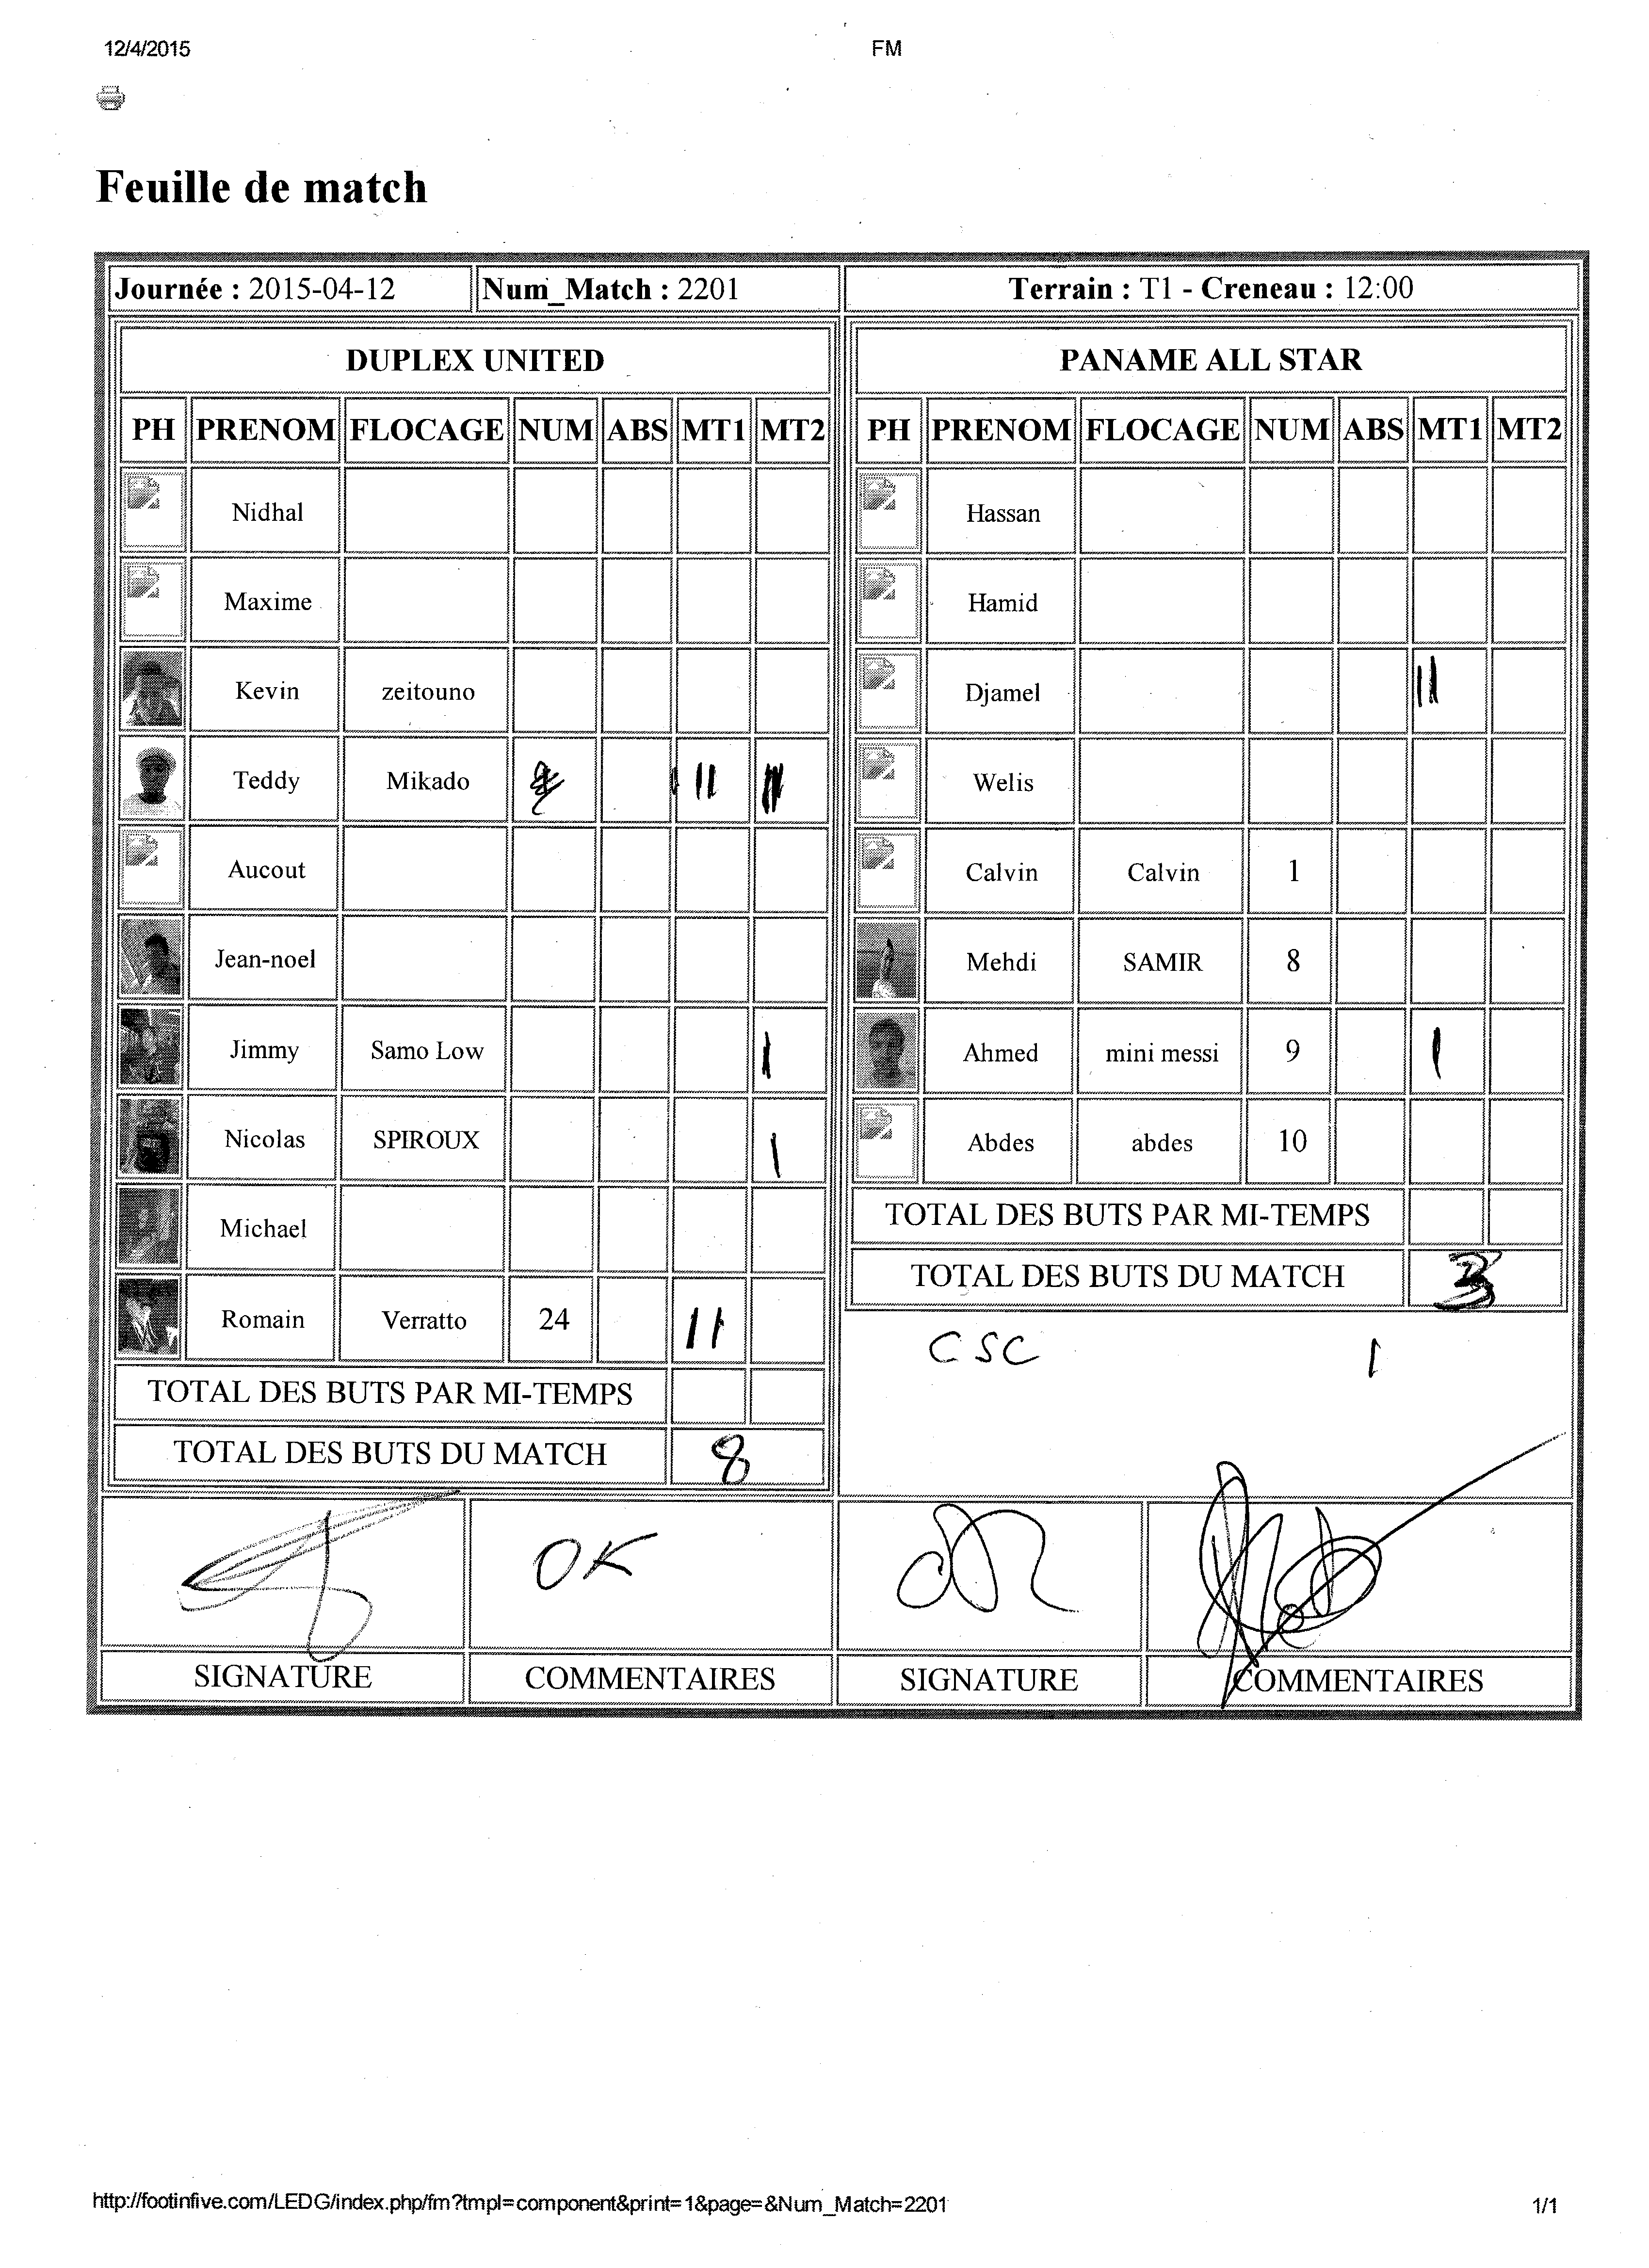 12/4/2015 FM
Feuille de match
Journée : 2015-04-12 Num_Match : 2201 Terrain : T1 - Creneau : 12:00
DUPLEX UNITED PANAME ALL STAR
PH PRENOM FLOCAGE NUM ABS MT1 MT2 PH PRENOM FLOCAGE NUM ABS MT1 MT2
Nidhal Hassan
Maxime Hamid
Kevin zeitouno Djamel II
Teddy Mikado II Welis
Aucout Calvin Calvin 1
Jean-noel Mehdi SAMIR 8
Jimmy Samo Low I Ahmed mini messi 9 I
Nicolas SPIROUX I Abdes abdes 10
Michael TOTAL DES BUTS PAR MI-TEMPS
TOTAL DES BUTS DU MATCH 3
Romain Verratto 24 II
CSC 1
TOTAL DES BUTS PAR MI-TEMPS
TOTAL DES BUTS DU MATCH 8
OK
SIGNATURE COMMENTAIRES SIGNATURE COMMENTAIRES
http://footinfive.com/LEDG/index.php/fm?tmpl=component&print=1&page=&Num_Match=2201 1/1